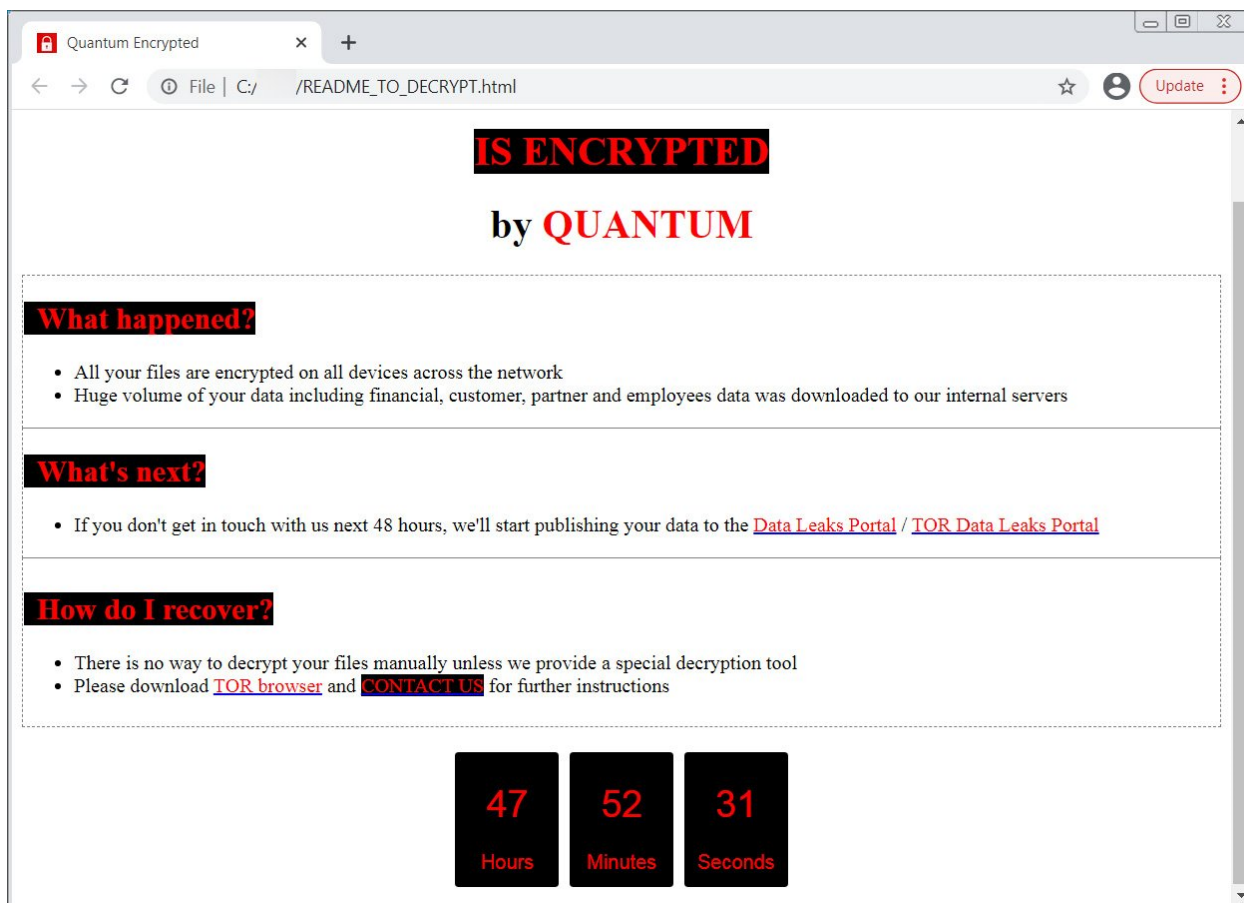 Quantum Encrypted
File | C:/ /README_TO_DECRYPT.html
Update
IS ENCRYPTED
by QUANTUM
What happened?
All your files are encrypted on all devices across the network
Huge volume of your data including financial, customer, partner and employees data was downloaded to our internal servers
What's next?
If you don't get in touch with us next 48 hours, we'll start publishing your data to the Data Leaks Portal / TOR Data Leaks Portal
How do I recover?
There is no way to decrypt your files manually unless we provide a special decryption tool
Please download TOR browser and CONTACT US for further instructions
47 52 31
Hours Minutes Seconds